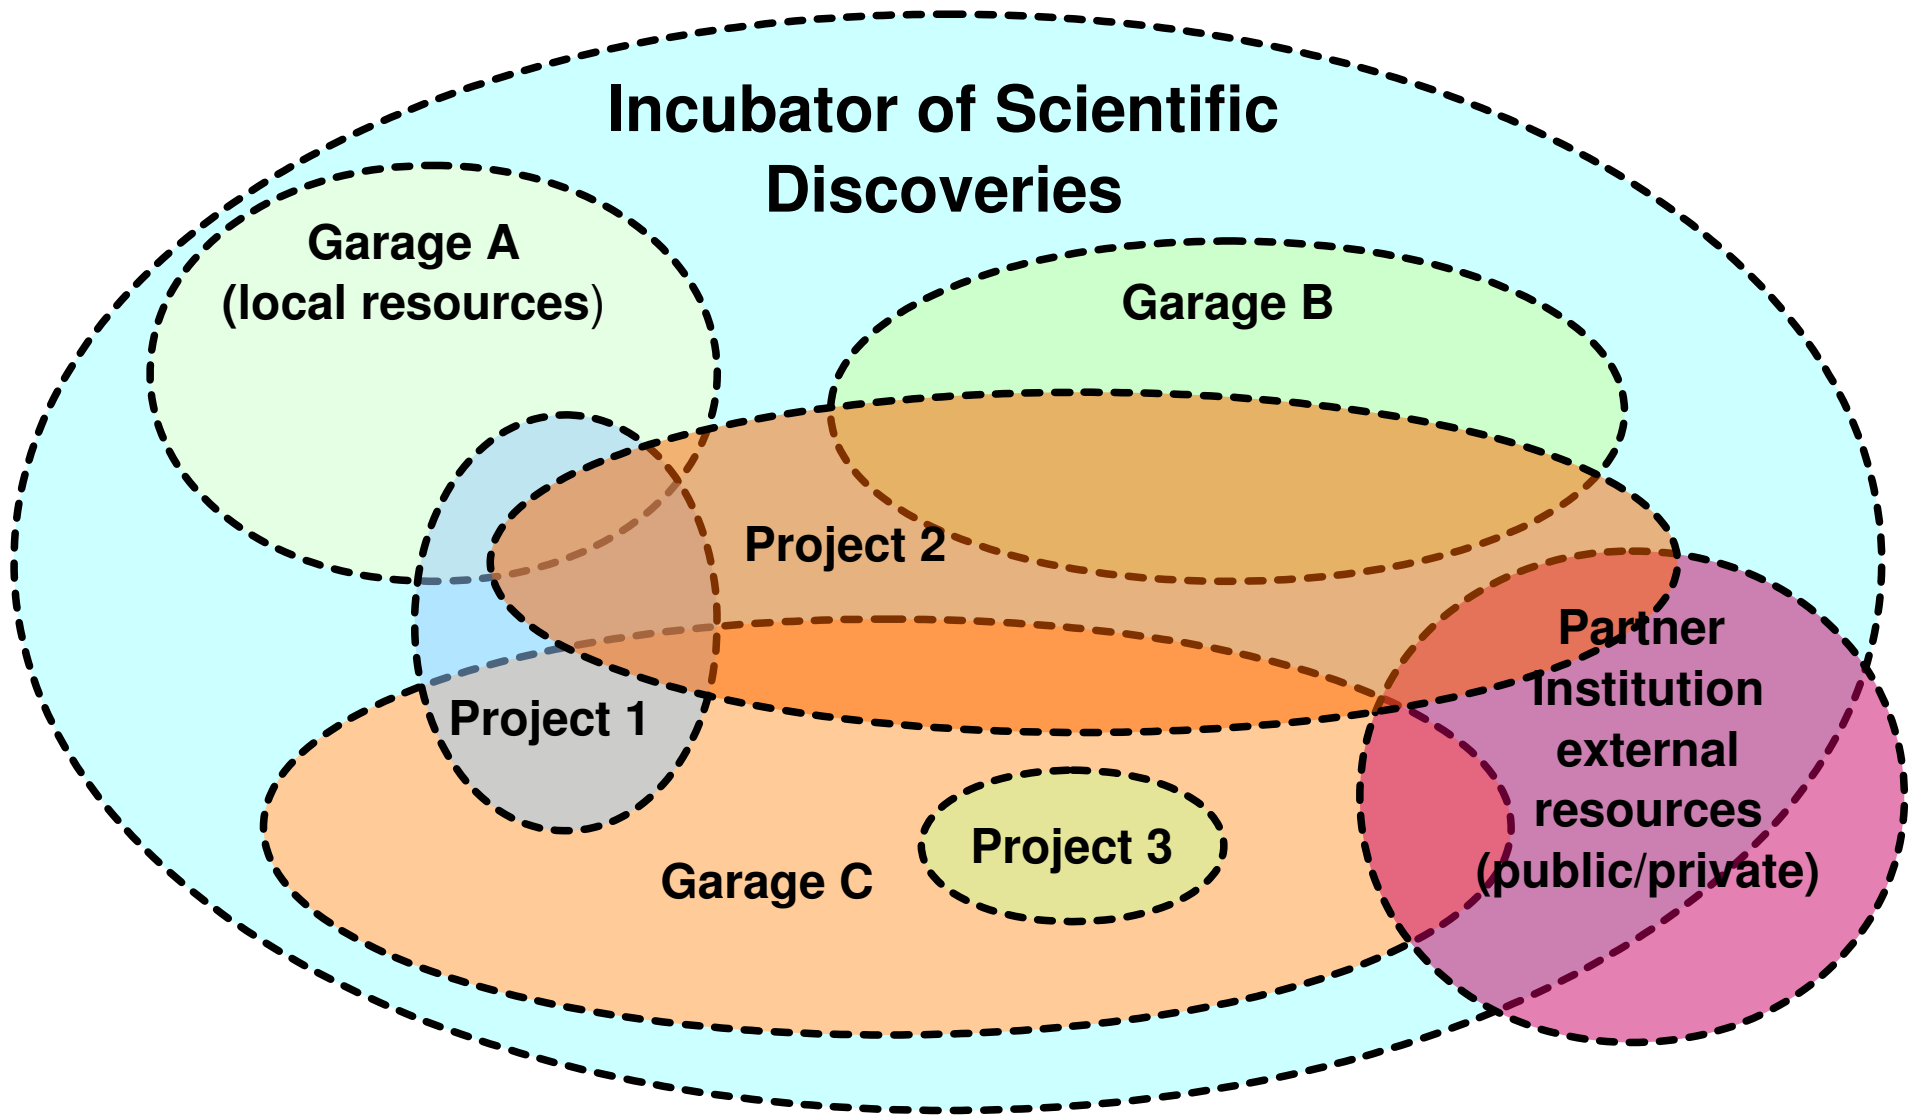 Incubator of Scientific
Discoveries
Garage A
(local resources)
Garage B
Project 2
Partner
Institution
external
resources
(public/private)
Project 1
Project 3
Garage C